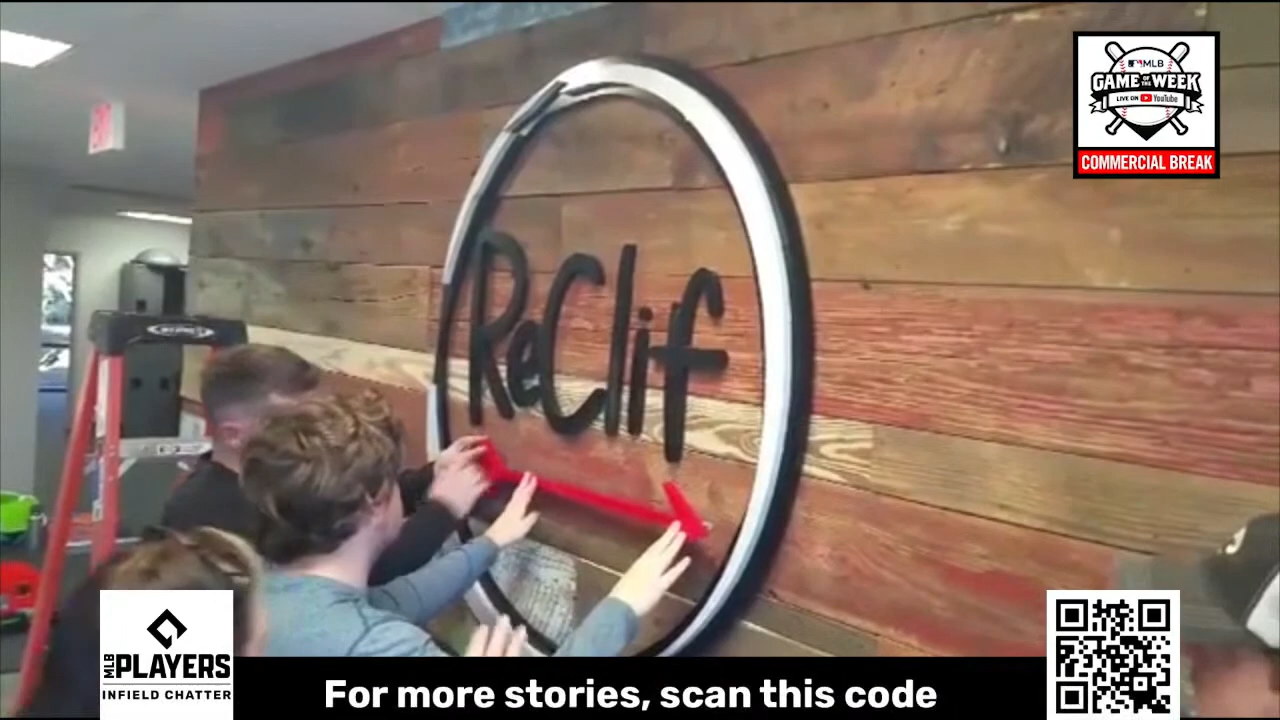 MLB
GAME OF THE WEEK
LIVE ON YouTube
COMMERCIAL BREAK
ReClif
MLB PLAYERS
INFIELD CHATTER
For more stories, scan this code